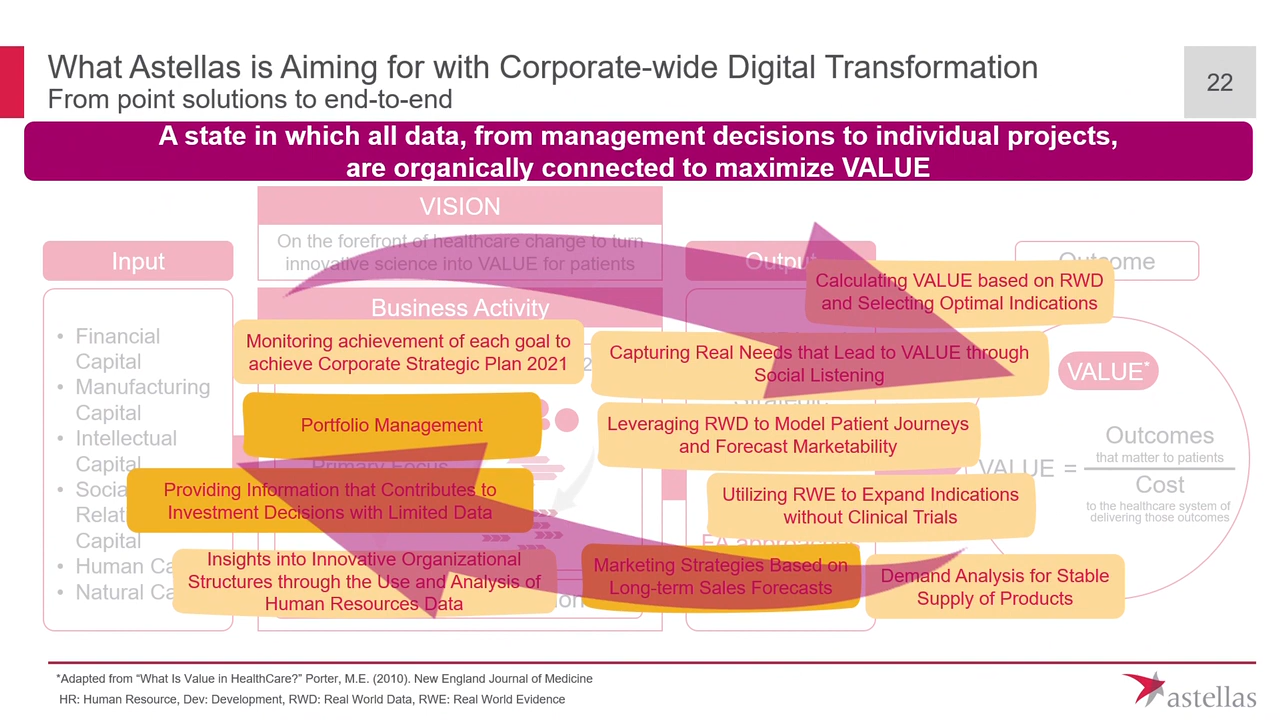 What Astellas is Aiming for with Corporate-wide Digital Transformation
From point solutions to end-to-end
22
A state in which all data, from management decisions to individual projects,
are organically connected to maximize VALUE
VISION
On the forefront of healthcare change to turn
innovative science into VALUE for patients
Input
Output
Outcome
Business Activity
• Financial
Capital
• Manufacturing
Capital
• Intellectual
Capital
• Social
Capital
• Human
• Natural
Calculating VALUE based on RWD
and Selecting Optimal Indications
Monitoring achievement of each goal to
achieve Corporate Strategic Plan 2021
Capturing Real Needs that Lead to VALUE through
Social Listening
Portfolio Management
Leveraging RWD to Model Patient Journeys
and Forecast Marketability
Primary Focus
Providing Information that Contributes to
Investment Decisions with Limited Data
Utilizing RWE to Expand Indications
without Clinical Trials
Insights into Innovative Organizational
Structures through the Use and Analysis of
Human Resources Data
Marketing Strategies Based on
Long-term Sales Forecasts
Demand Analysis for Stable
Supply of Products
VALUE*
VALUE =
Outcomes
that matter to patients
Cost
to the healthcare system of
delivering those outcomes
*Adapted from “What Is Value in HealthCare?” Porter, M.E. (2010). New England Journal of Medicine
HR: Human Resource, Dev: Development, RWD: Real World Data, RWE: Real World Evidence
astellas